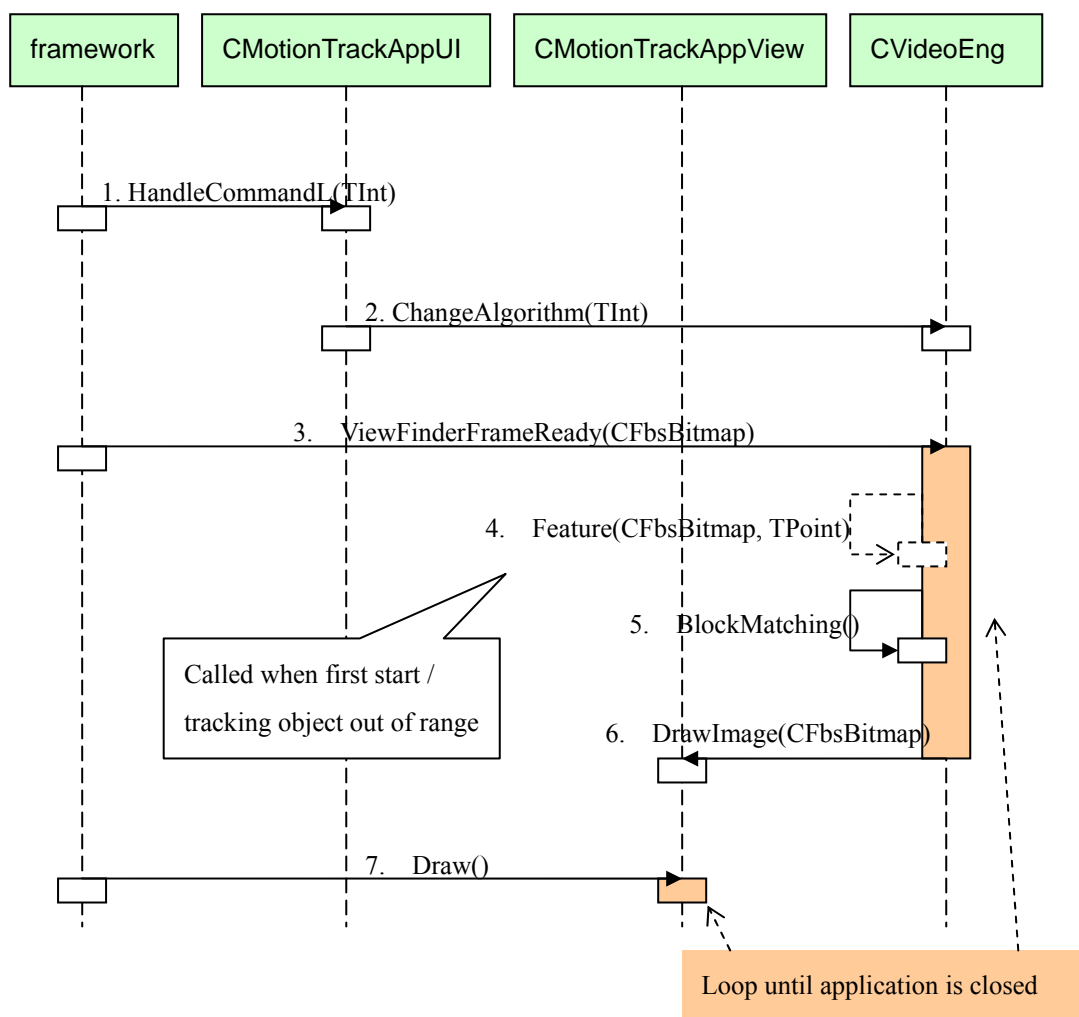 framework
CMotionTrackAppUI
CMotionTrackAppView
CVideoEng
1. HandleCommandL(TInt)
2. ChangeAlgorithm(TInt)
3. ViewFinderFrameReady(CFbsBitmap)
4. Feature(CFbsBitmap, TPoint)
5. BlockMatching()
Called when first start /
tracking object out of range
6. DrawImage(CFbsBitmap)
7. Draw()
Loop until application is closed